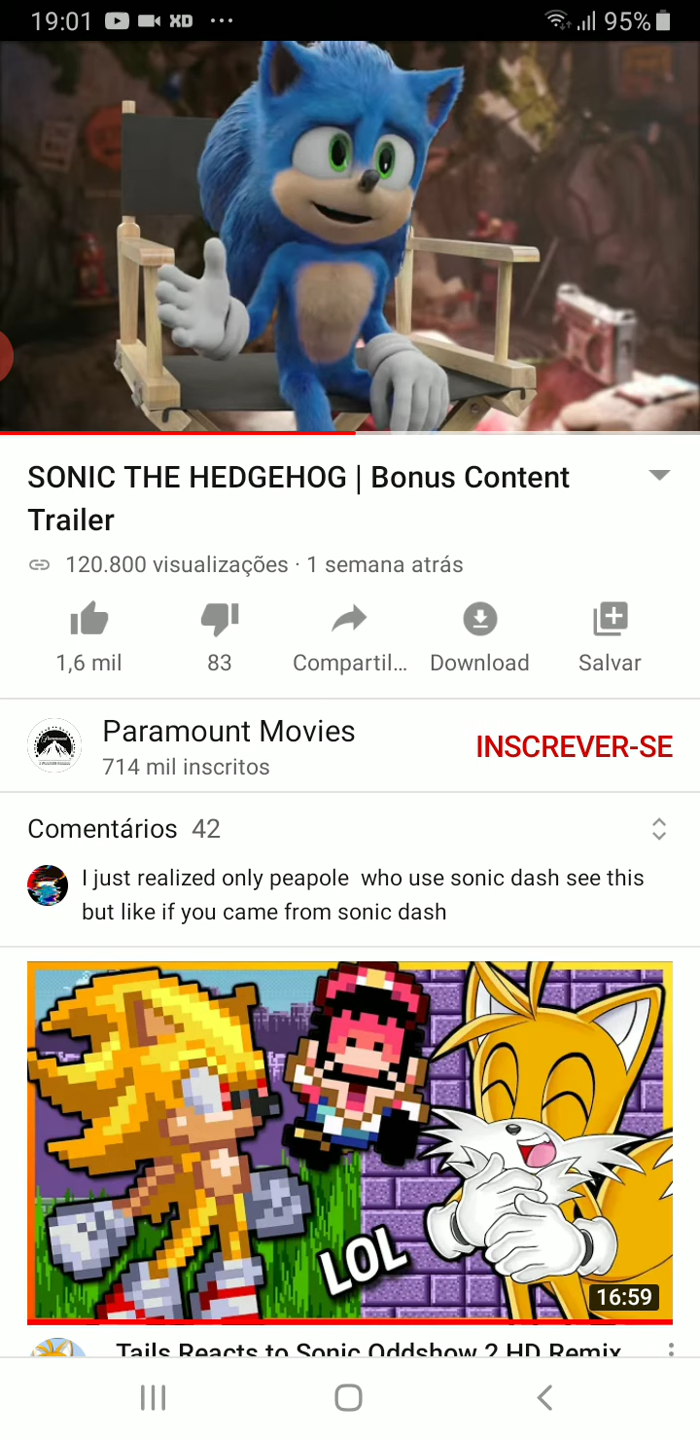 19:01 XD ... 95%
SONIC THE HEDGEHOG | Bonus Content
Trailer
120.800 visualizações · 1 semana atrás
1,6 mil 83 Compartil... Download Salvar
Paramount Movies
714 mil inscritos
INSCREVER-SE
Comentários 42
I just realized only peapole who use sonic dash see this
but like if you came from sonic dash
LOL
16:59
Tails Reacts to Sonic Oddshow 2 HD Remix